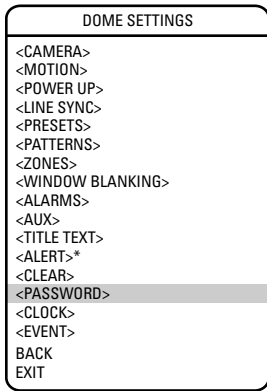 DOME SETTINGS
<CAMERA>
<MOTION>
<POWER UP>
<LINE SYNC>
<PRESETS>
<PATTERNS>
<ZONES>
<WINDOW BLANKING>
<ALARMS>
<AUX>
<TITLE TEXT>
<ALERT>*
<CLEAR>
<PASSWORD>
<CLOCK>
<EVENT>
BACK
EXIT